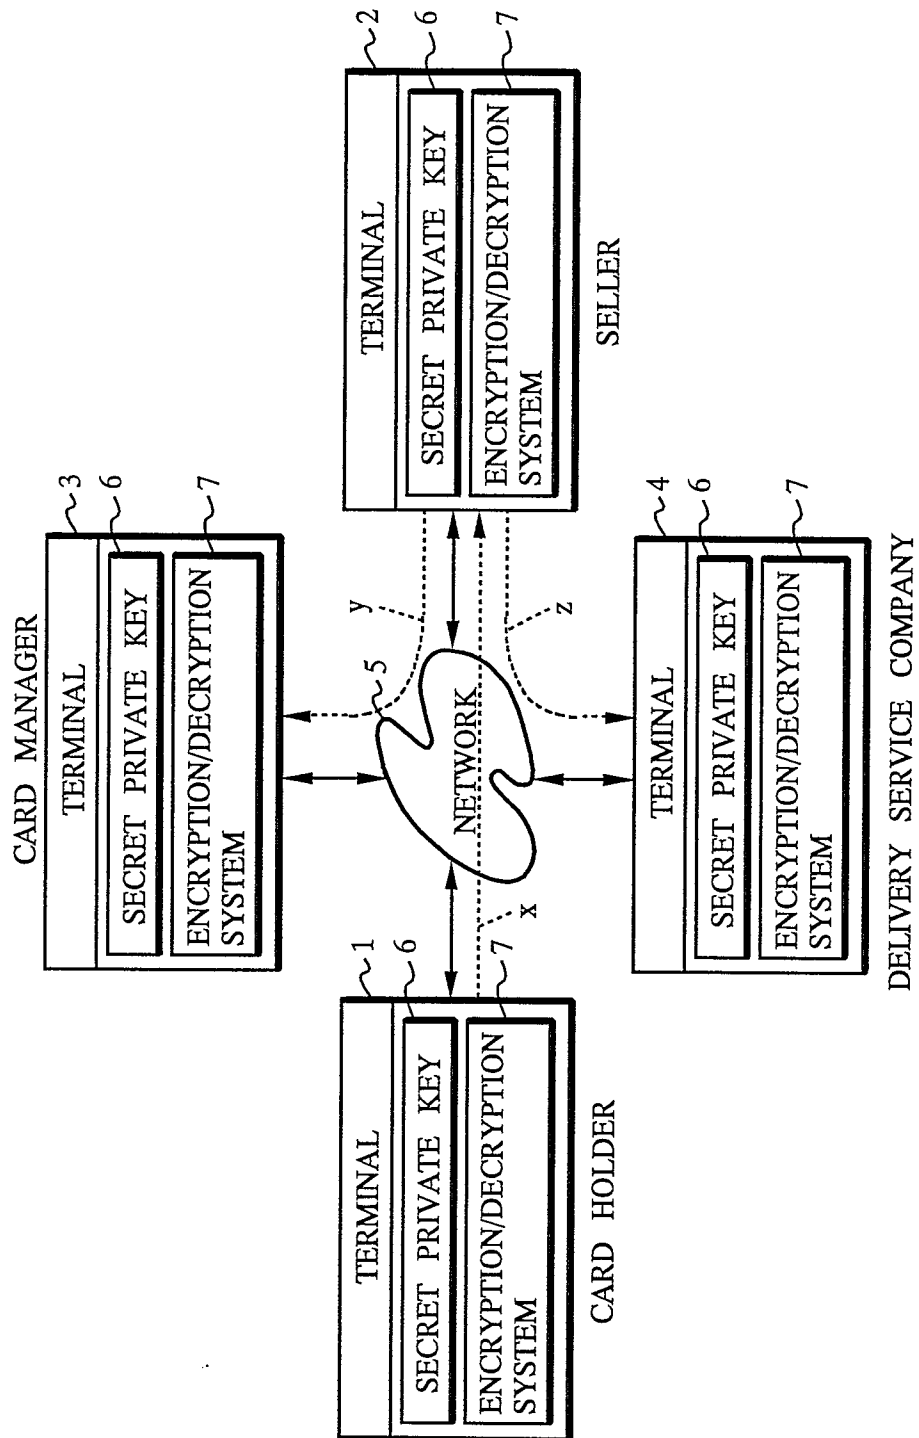 CARD MANAGER
3
TERMINAL
6
SECRET PRIVATE KEY
7
ENCRYPTION/DECRYPTION
SYSTEM
1
TERMINAL
6
SECRET PRIVATE KEY
7
ENCRYPTION/DECRYPTION
SYSTEM
CARD HOLDER
x
5
NETWORK
y
z
2
TERMINAL
6
SECRET PRIVATE KEY
7
ENCRYPTION/DECRYPTION
SYSTEM
SELLER
4
TERMINAL
6
SECRET PRIVATE KEY
7
ENCRYPTION/DECRYPTION
SYSTEM
DELIVERY SERVICE COMPANY